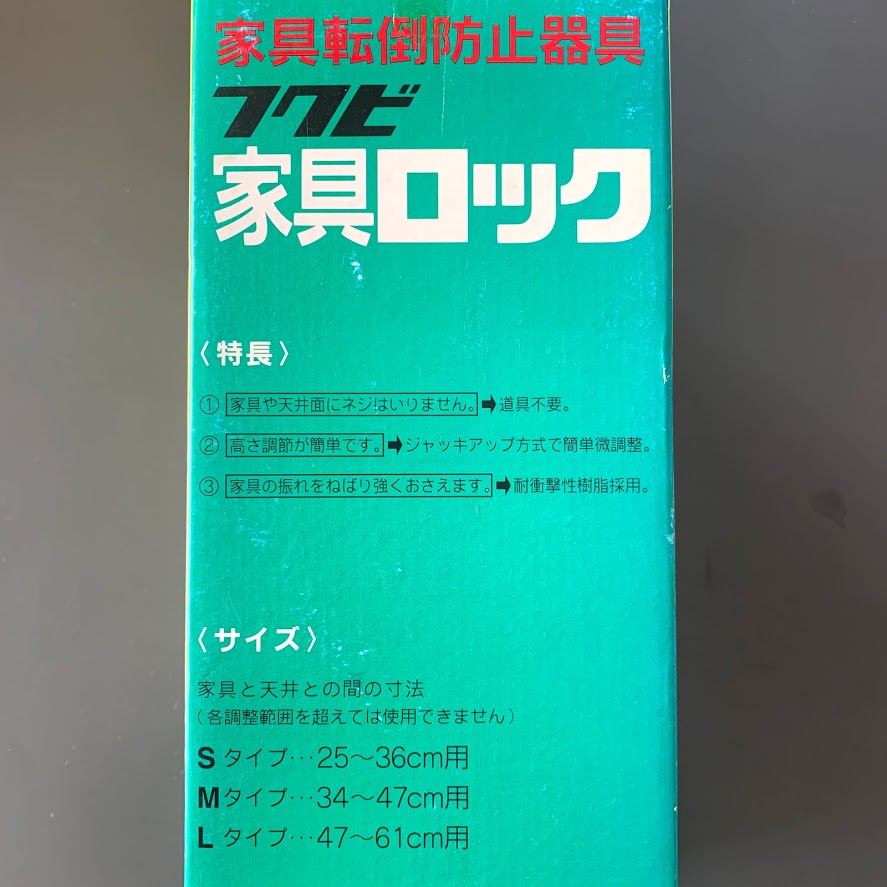 家具転倒防止器具
フクビ
家具ロック
〈特長〉
① 家具や天井面にネジはいりません。➡道具不要。
② 高さ調節が簡単です。➡ジャッキアップ方式で簡単微調整。
③ 家具の振れをねばり強くおさえます。➡耐衝撃性樹脂採用。
〈サイズ〉
家具と天井との間の寸法
（各調整範囲を超えては使用できません）
S タイプ…25〜36cm用
M タイプ…34〜47cm用
L タイプ…47〜61cm用